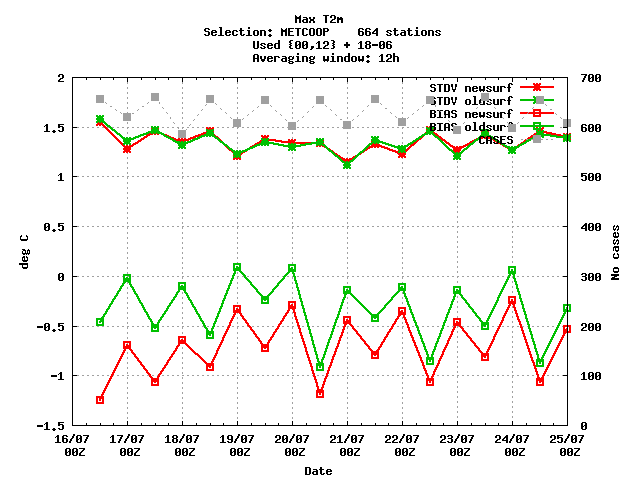 Max T2m
Selection: METCOOP    664 stations
Used {00,12} + 18-06
Averaging window: 12h
STDV newsurf
STDV oldsurf
BIAS newsurf
BIAS oldsurf
CASES
2
1.5
1
0.5
0
-0.5
-1
-1.5
deg C
700
600
500
400
300
200
100
0
No cases
16/07 17/07 18/07 19/07 20/07 21/07 22/07 23/07 24/07 25/07
00Z 00Z 00Z 00Z 00Z 00Z 00Z 00Z 00Z 00Z
Date